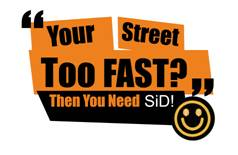 “Your Street
Too FAST?”
Then You Need SiD!